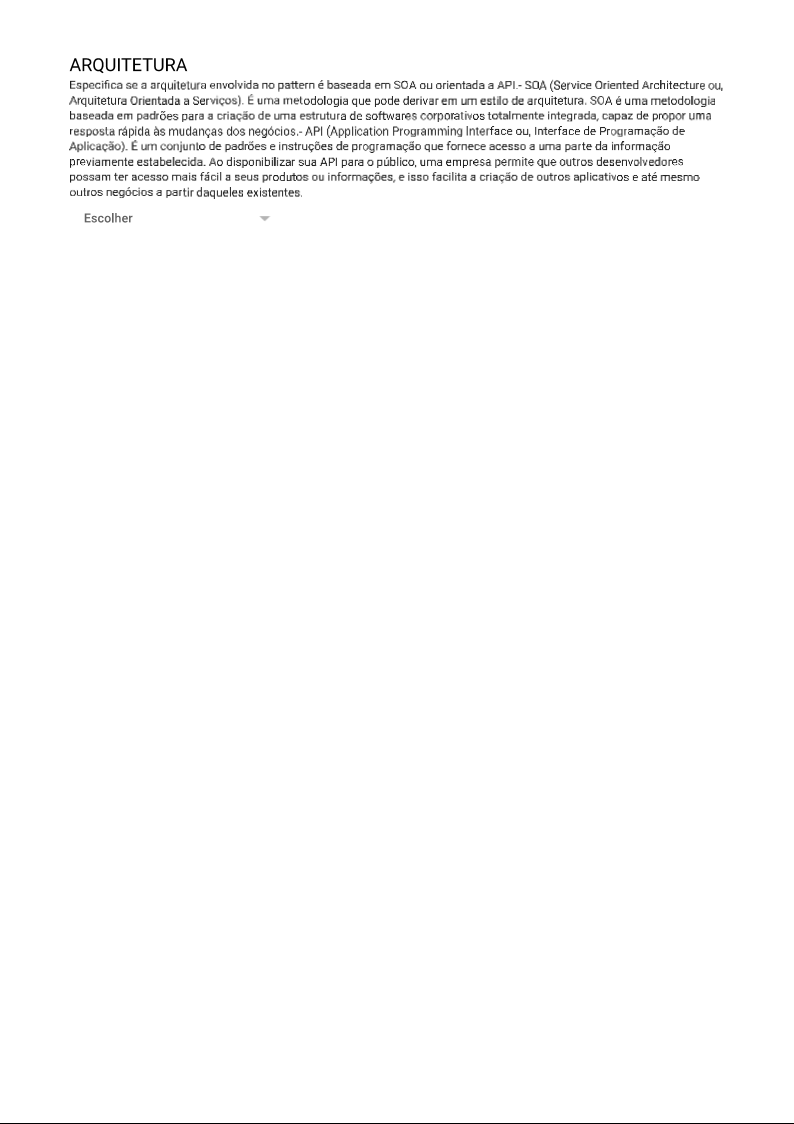 ARQUITETURA
Especifica se a arquitetura envolvida no pattern é baseada em SOA ou orientada a API.- SOA (Service Oriented Architecture ou,
Arquitetura Orientada a Serviços). É uma metodologia que pode derivar em um estilo de arquitetura. SOA é uma metodologia
baseada em padrões para a criação de uma estrutura de softwares corporativos totalmente integrada, capaz de propor uma
resposta rápida às mudanças dos negócios.- API (Application Programming Interface ou, Interface de Programação de
Aplicação). É um conjunto de padrões e instruções de programação que fornece acesso a uma parte da informação
previamente estabelecida. Ao disponibilizar sua API para o público, uma empresa permite que outros desenvolvedores
possam ter acesso mais fácil a seus produtos ou informações, e isso facilita a criação de outros aplicativos e até mesmo
outros negócios a partir daqueles existentes.
Escolher